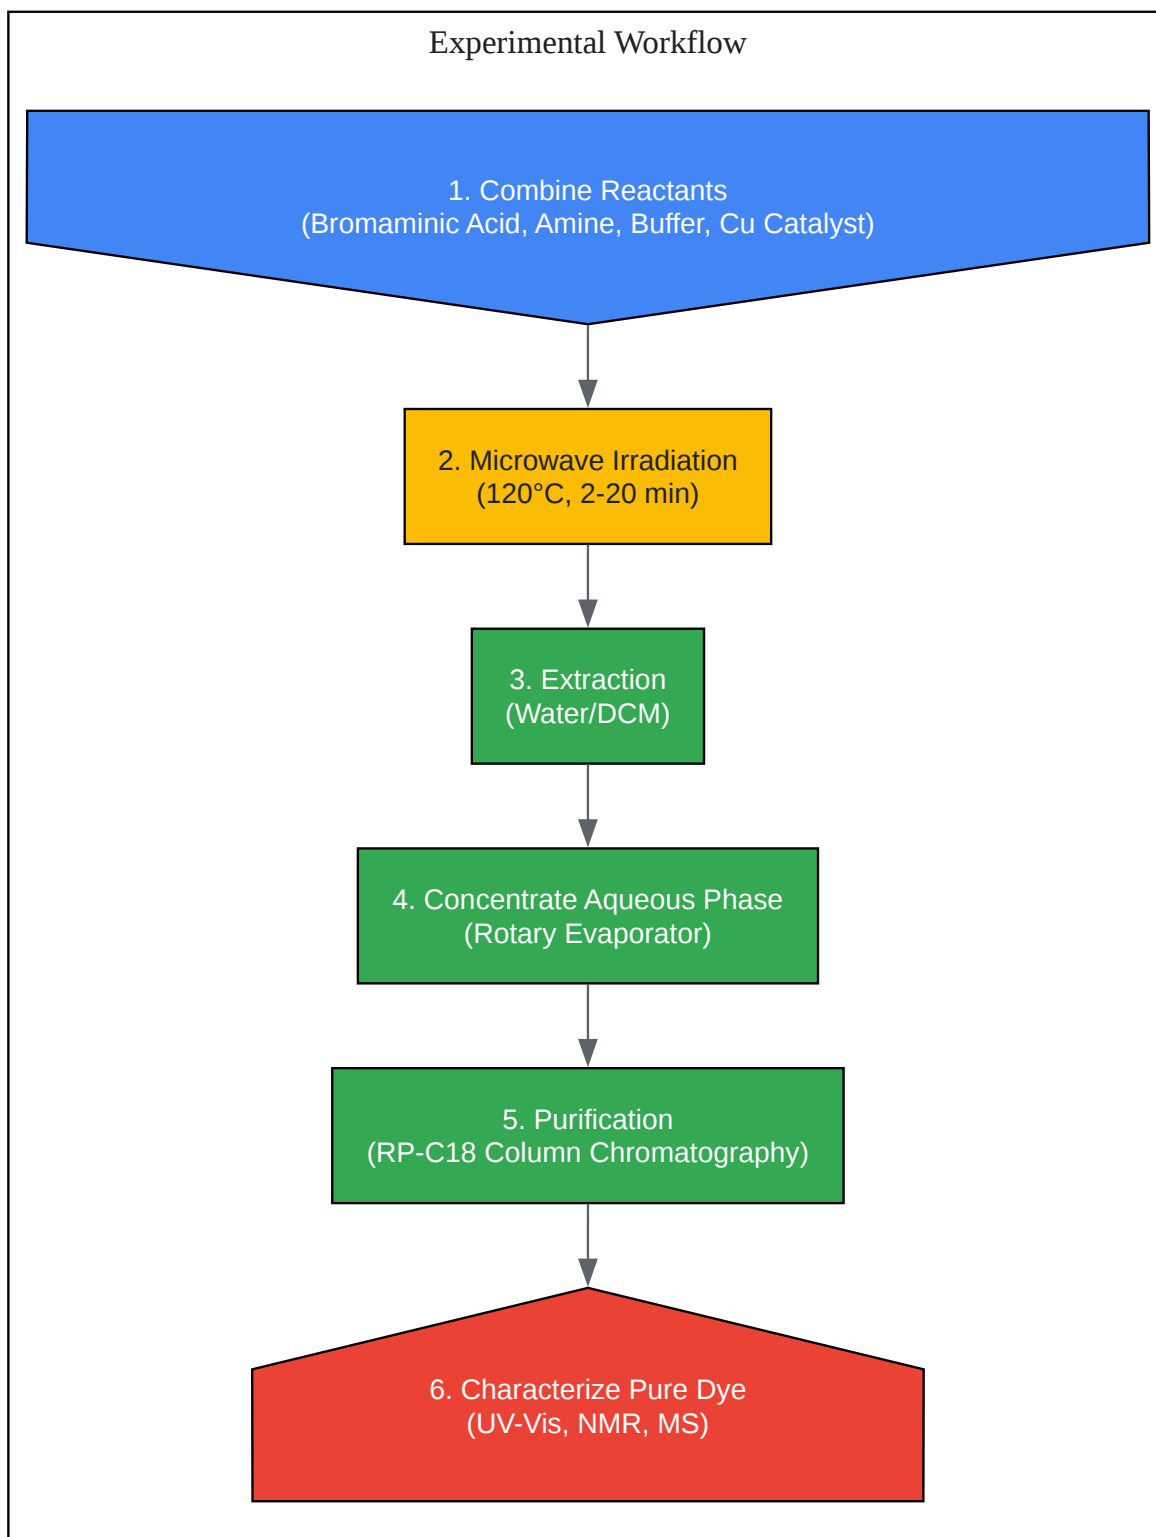 Experimental Workflow
1. Combine Reactants
(Bromaminic Acid, Amine, Buffer, Cu Catalyst)
2. Microwave Irradiation
(120°C, 2-20 min)
3. Extraction
(Water/DCM)
4. Concentrate Aqueous Phase
(Rotary Evaporator)
5. Purification
(RP-C18 Column Chromatography)
6. Characterize Pure Dye
(UV-Vis, NMR, MS)